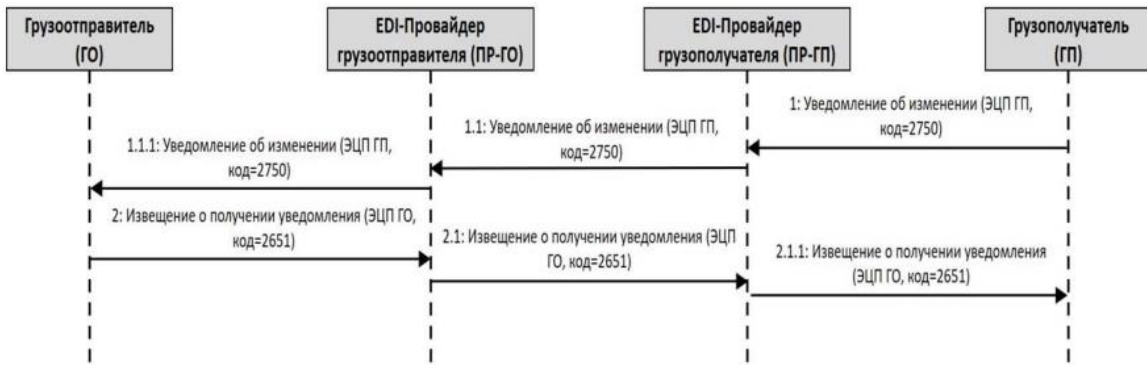 Грузоотправитель
(ГО)
EDI-Провайдер
грузоотправителя (ПР-ГО)
EDI-Провайдер
грузополучателя (ПР-ГП)
Грузополучатель
(ГП)
1: Уведомление об изменении (ЭЦП ГП,
код=2750)
1.1: Уведомление об изменении (ЭЦП ГП,
код=2750)
1.1.1: Уведомление об изменении (ЭЦП ГП,
код=2750)
2: Извещение о получении уведомления (ЭЦП ГО,
код=2651)
2.1: Извещение о получении уведомления (ЭЦП
ГО, код=2651)
2.1.1: Извещение о получении уведомления
(ЭЦП ГО, код=2651)